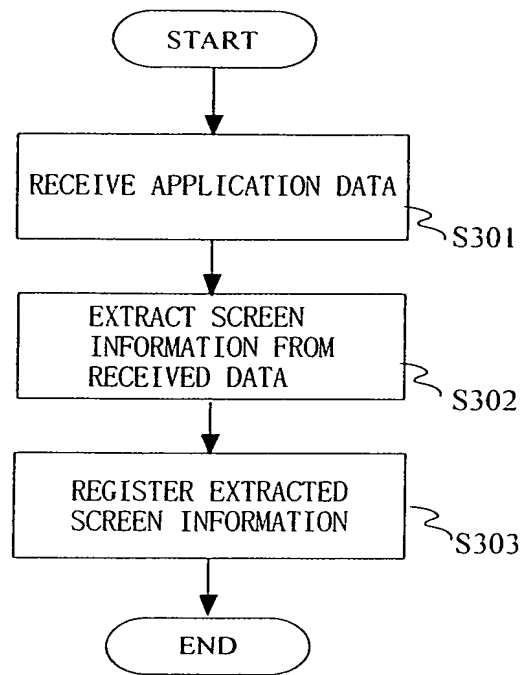 START
RECEIVE APPLICATION DATA
S301
EXTRACT SCREEN
INFORMATION FROM
RECEIVED DATA
S302
REGISTER EXTRACTED
SCREEN INFORMATION
S303
END